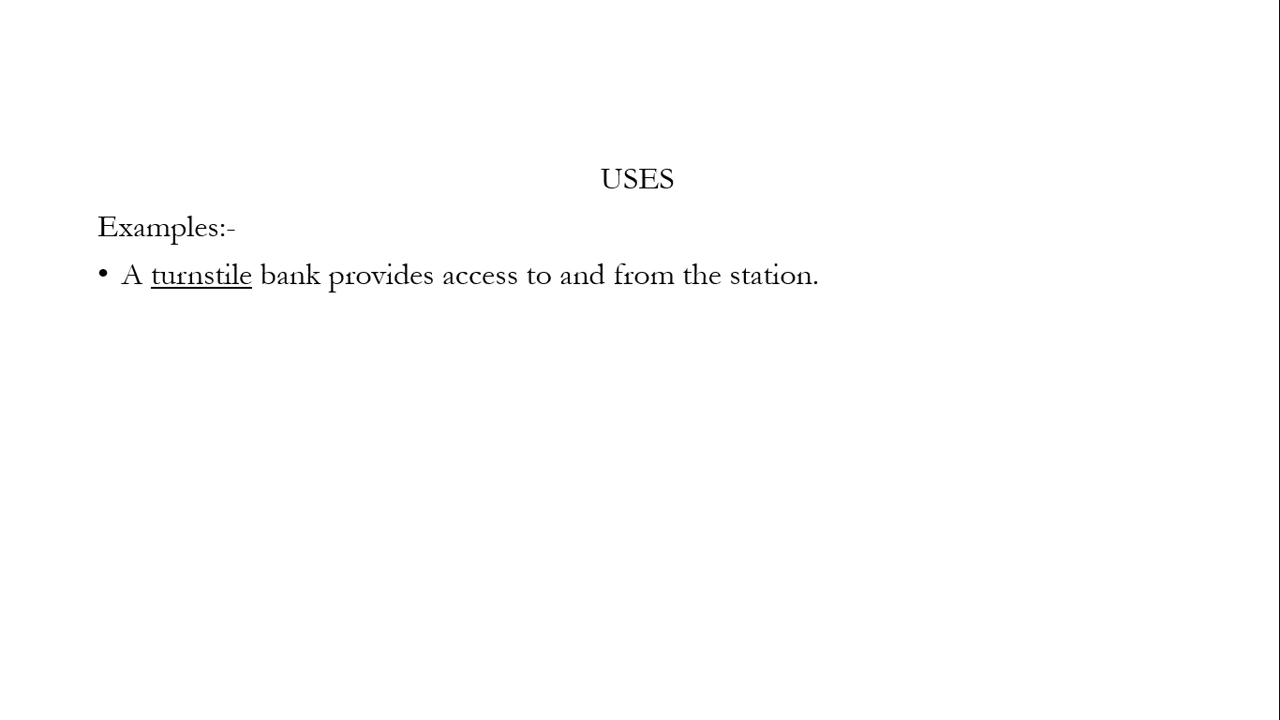 USES
Examples:-
• A turnstile bank provides access to and from the station.